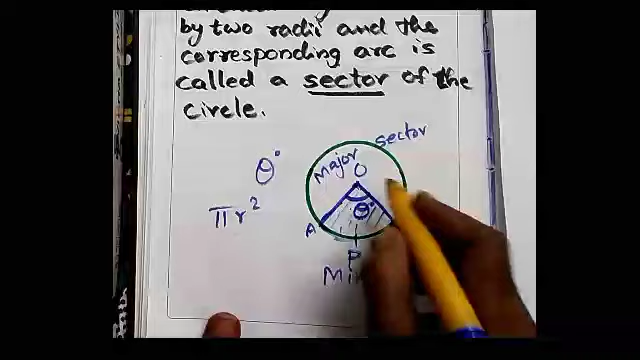 by two radii and the
corresponding arc is
called a sector of the
circle.
sector
Major
θ°
O
πr²
θ°
A
P